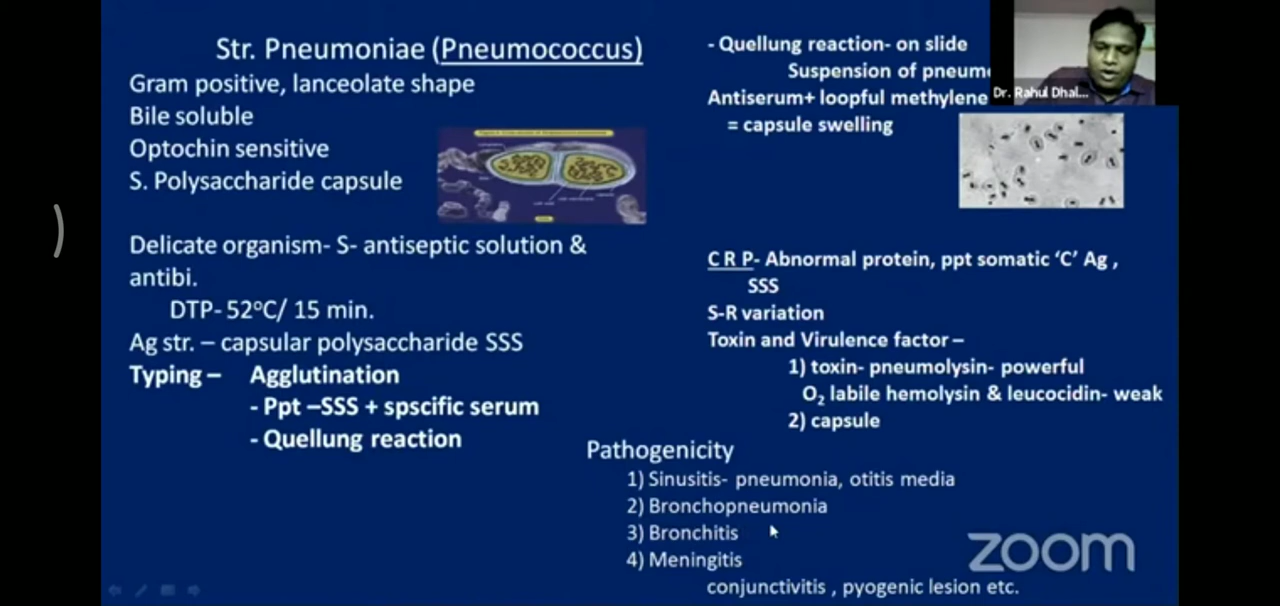 Str. Pneumoniae (Pneumococcus)
Gram positive, lanceolate shape
Bile soluble
Optochin sensitive
S. Polysaccharide capsule
Delicate organism- S- antiseptic solution &
antibi.
DTP- 52°C/ 15 min.
Ag str. – capsular polysaccharide SSS
Typing – Agglutination
- Ppt –SSS + spscific serum
- Quellung reaction
- Quellung reaction- on slide
Suspension of pneum
Antiserum+ loopful methylene
= capsule swelling
Dr. Rahul Dhal...
C R P- Abnormal protein, ppt somatic ‘C’ Ag ,
SSS
S-R variation
Toxin and Virulence factor –
1) toxin- pneumolysin- powerful
O₂ labile hemolysin & leucocidin- weak
2) capsule
Pathogenicity
1) Sinusitis- pneumonia, otitis media
2) Bronchopneumonia
3) Bronchitis
4) Meningitis
conjunctivitis , pyogenic lesion etc.
zoom